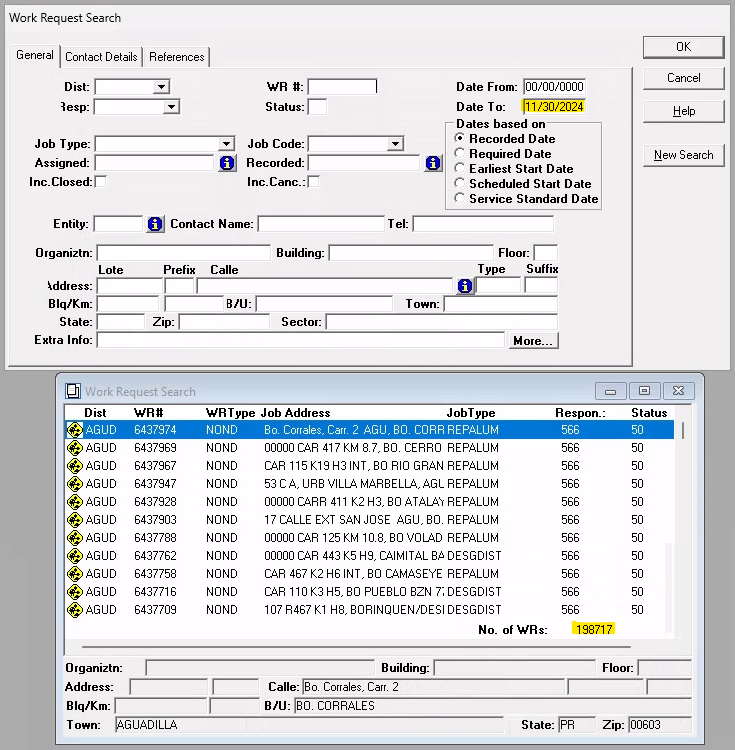 Work Request Search
General Contact Details References
OK
Cancel
Help
New Search
Dist: WR #: Date From: 00/00/0000
Resp: Status: Date To: 11/30/2024
Dates based on
Job Type: Job Code: Recorded Date
Assigned: Recorded: Required Date
Earliest Start Date
Inc.Closed: Inc.Canc.: Scheduled Start Date
Service Standard Date
Entity: Contact Name: Tel:
Organiztn: Building: Floor:
Lote Prefix Calle Type Suffix
Address:
Blq/Km: B/U: Town:
State: Zip: Sector:
Extra Info: More...
Work Request Search
Dist WR# WRType Job Address JobType Respon.: Status
AGUD 6437974 NOND Bo. Corrales, Carr. 2 AGU, BO. CORR REPALUM 566 50
AGUD 6437969 NOND 00000 CAR 417 KM 8.7, BO. CERRO REPALUM 566 50
AGUD 6437967 NOND CAR 115 K19 H3 INT, BO RIO GRAN REPALUM 566 50
AGUD 6437947 NOND 53 C A, URB VILLA MARBELLA, AGU REPALUM 566 50
AGUD 6437928 NOND 00000 CARR 411 K2 H3, BO ATALAY REPALUM 566 50
AGUD 6437903 NOND 17 CALLE EXT SAN JOSE AGU, BO. REPALUM 566 50
AGUD 6437788 NOND 00000 CAR 125 KM 10.8, BO VOLAD REPALUM 566 50
AGUD 6437762 NOND 00000 CAR 443 K5 H9, CAIMITAL BA DESGDIST 566 50
AGUD 6437758 NOND CAR 467 K2 H6 INT, BO CAMASEYE REPALUM 566 50
AGUD 6437716 NOND CAR 110 K3 H5, BO PUEBLO BZN 77 DESGDIST 566 50
AGUD 6437709 NOND 107 R467 K1 H8, BORINQUEN/DESI DESGDIST 566 50
No. of WRs: 198717
Organiztn: Building: Floor:
Address: Calle: Bo. Corrales, Carr. 2
Blq/Km: B/U: BO. CORRALES
Town: AGUADILLA State: PR Zip: 00603